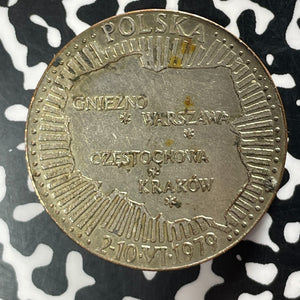 POLSKA
GNIEZNO
WARSZAWA
CZĘSTOCHOWA
KRAKÓW
2-10·VI·1979